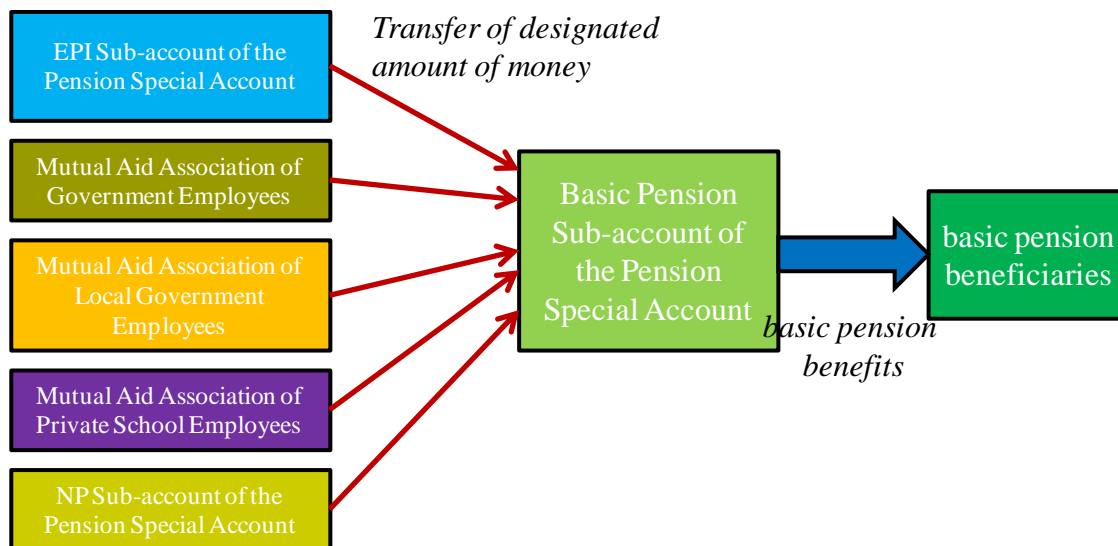 EPI Sub-account of the
Pension Special Account
Transfer of designated
amount of money
Mutual Aid Association of
Government Employees
Mutual Aid Association of
Local Government
Employees
Mutual Aid Association of
Private School Employees
NP Sub-account of the
Pension Special Account
Basic Pension
Sub-account of
the Pension
Special Account
basic pension
benefits
basic pension
beneficiaries